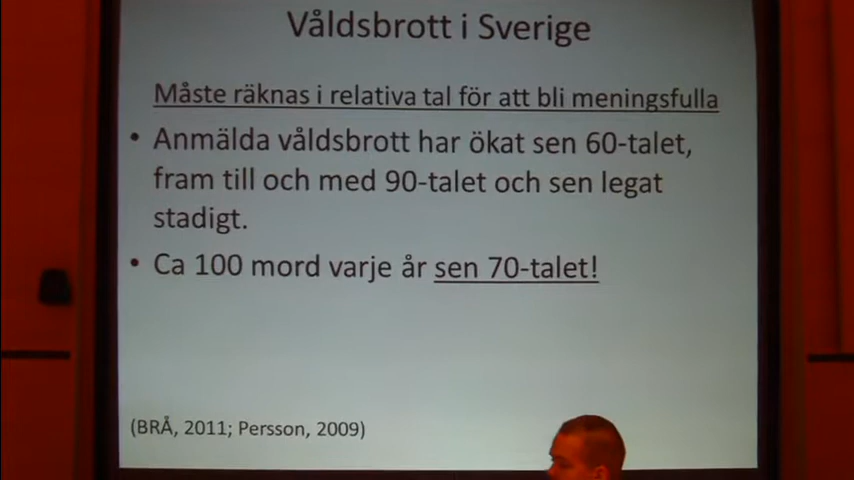 Våldsbrott i Sverige
Måste räknas i relativa tal för att bli meningsfulla
• Anmälda våldsbrott har ökat sen 60-talet,
fram till och med 90-talet och sen legat
stadigt.
• Ca 100 mord varje år sen 70-talet!
(BRÅ, 2011; Persson, 2009)